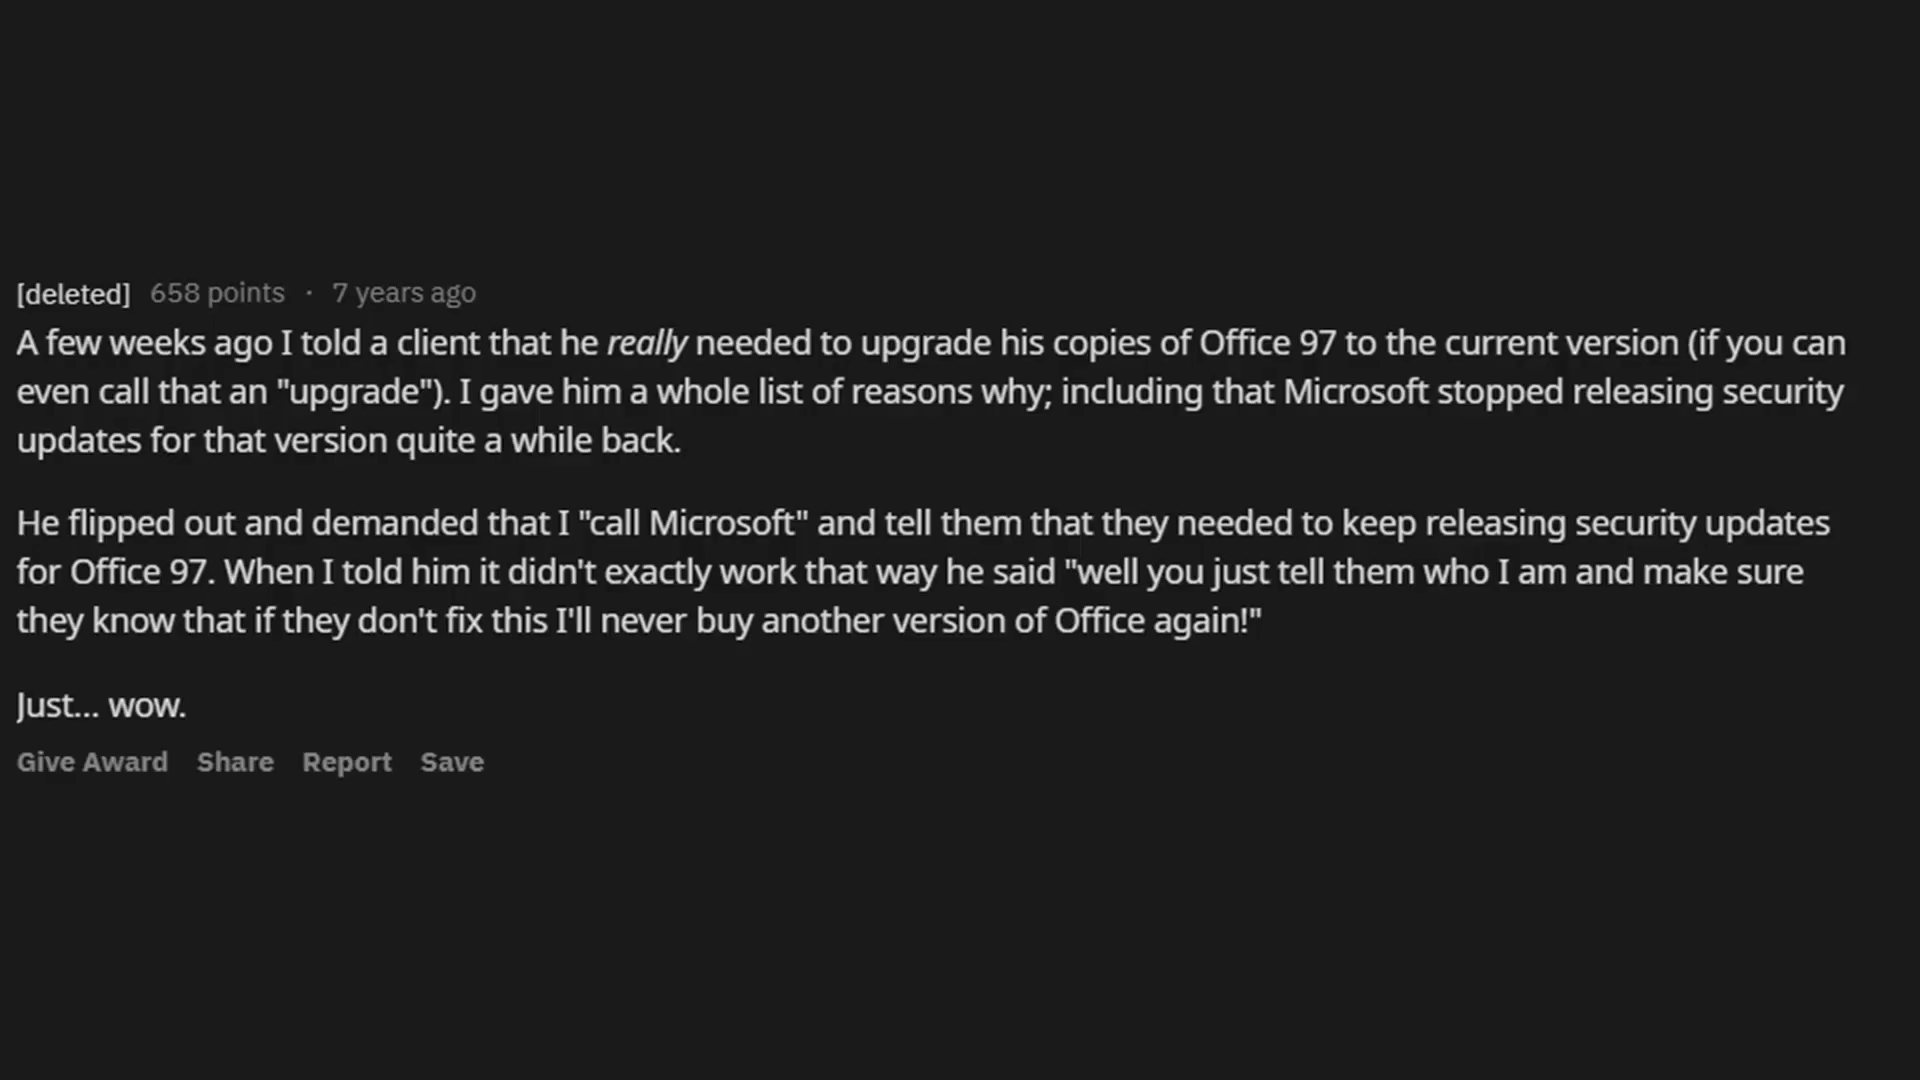 [deleted] 658 points · 7 years ago
A few weeks ago I told a client that he really needed to upgrade his copies of Office 97 to the current version (if you can
even call that an "upgrade"). I gave him a whole list of reasons why; including that Microsoft stopped releasing security
updates for that version quite a while back.
He flipped out and demanded that I "call Microsoft" and tell them that they needed to keep releasing security updates
for Office 97. When I told him it didn't exactly work that way he said "well you just tell them who I am and make sure
they know that if they don't fix this I'll never buy another version of Office again!"
Just... wow.
Give Award Share Report Save